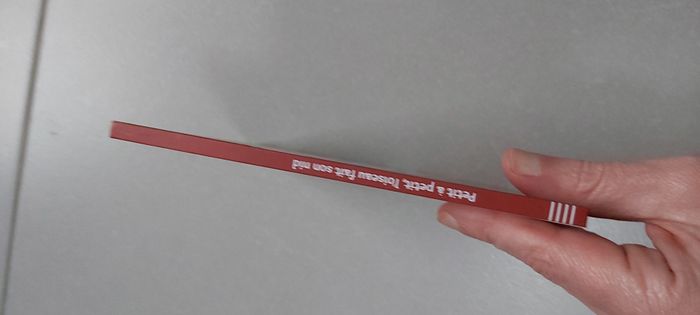 Petit à petit, l'oiseau fait son nid